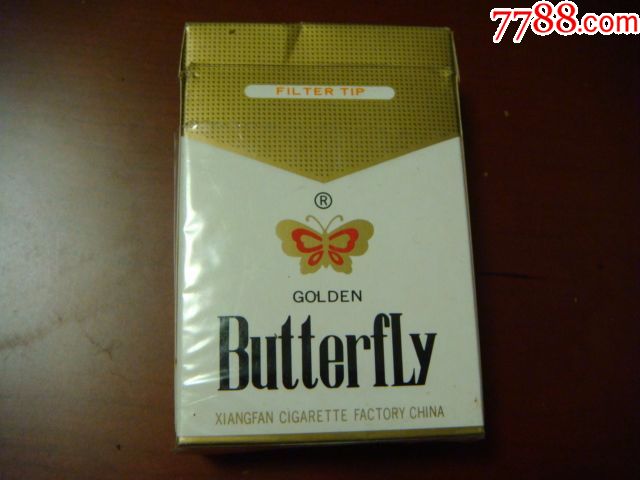 7788.com
FILTER TIP
®
GOLDEN
ButterfLy
XIANGFAN CIGARETTE FACTORY CHINA